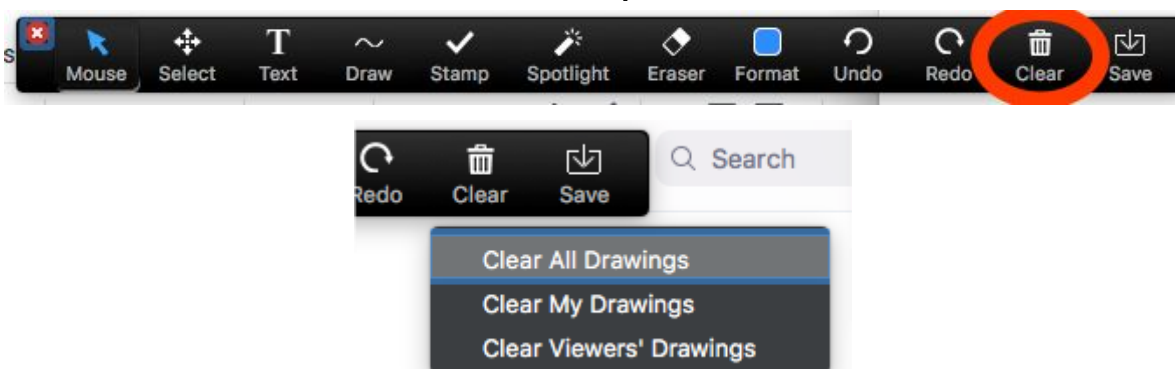 s
Mouse Select Text Draw Stamp Spotlight Eraser Format Undo Redo Clear Save
Redo Clear Save Search
Clear All Drawings
Clear My Drawings
Clear Viewers' Drawings